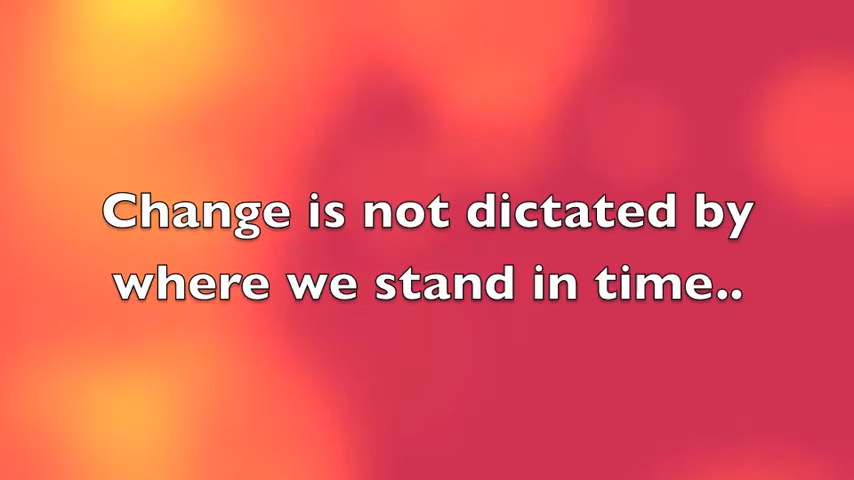 Change is not dictated by
where we stand in time..